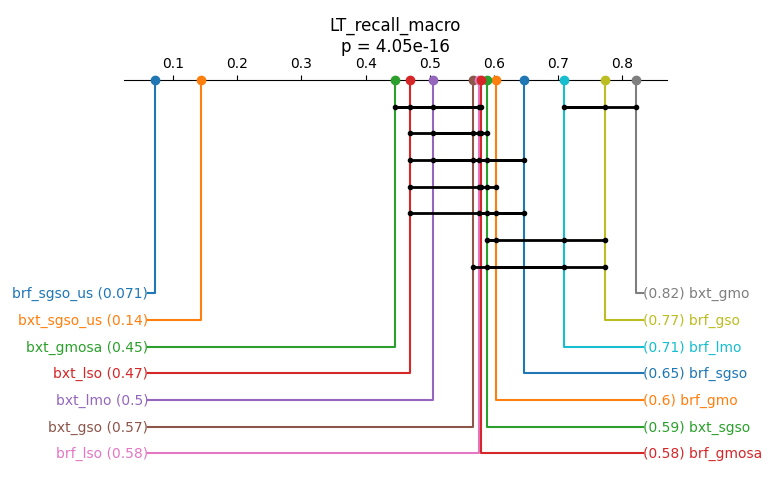 LT_recall_macro
p = 4.05e-16
0.1 0.2 0.3 0.4 0.5 0.6 0.7 0.8
brf_sgso_us (0.071) (0.82) bxt_gmo
bxt_sgso_us (0.14) (0.77) brf_gso
bxt_gmosa (0.45) (0.71) brf_lmo
bxt_lso (0.47) (0.65) brf_sgso
bxt_lmo (0.5) (0.6) brf_gmo
bxt_gso (0.57) (0.59) bxt_sgso
brf_lso (0.58) (0.58) brf_gmosa